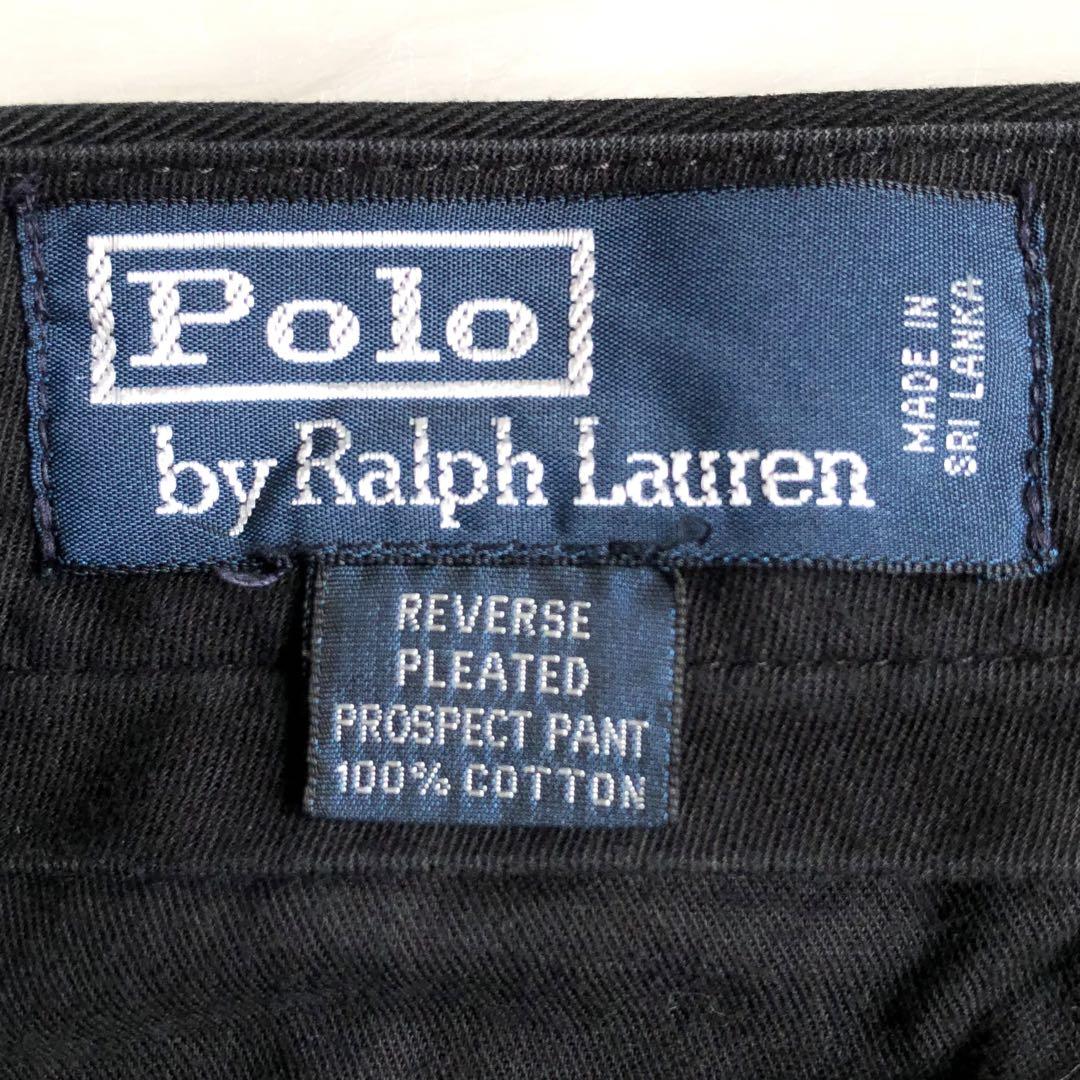 Polo
by Ralph Lauren
MADE IN
SRI LANKA
REVERSE
PLEATED
PROSPECT PANT
100% COTTON